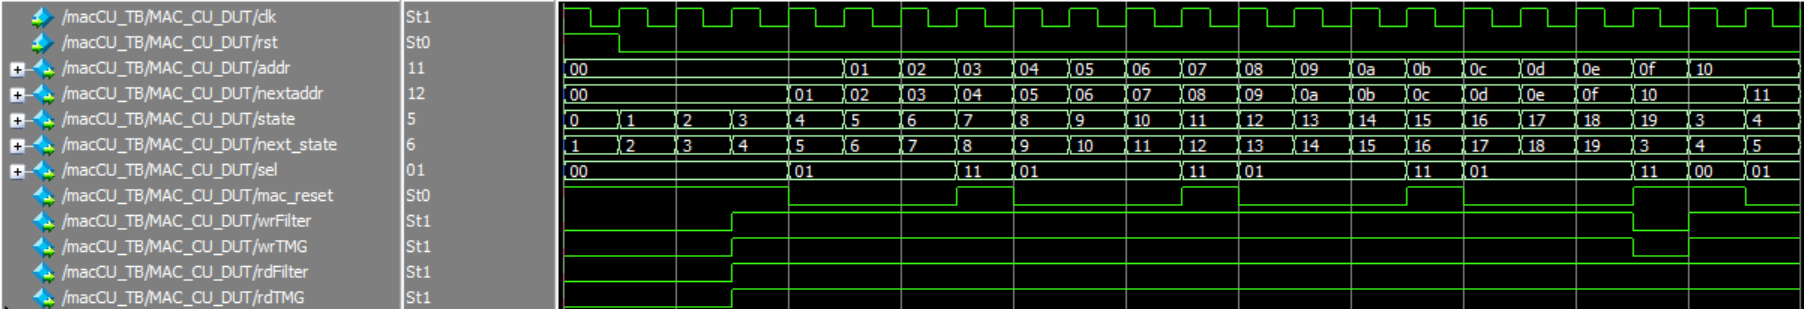 /macCU_TB/MAC_CU_DUT/clk St1
/macCU_TB/MAC_CU_DUT/rst St0
/macCU_TB/MAC_CU_DUT/addr 11 00 01 02 03 04 05 06 07 08 09 0a 0b 0c 0d 0e 0f 10
/macCU_TB/MAC_CU_DUT/nextaddr 12 00 01 02 03 04 05 06 07 08 09 0a 0b 0c 0d 0e 0f 10 11
/macCU_TB/MAC_CU_DUT/state 5 0 1 2 3 4 5 6 7 8 9 10 11 12 13 14 15 16 17 18 19 3 4
/macCU_TB/MAC_CU_DUT/next_state 6 1 2 3 4 5 6 7 8 9 10 11 12 13 14 15 16 17 18 19 3 4 5
/macCU_TB/MAC_CU_DUT/sel 01 00 01 11 01 11 01 11 01 11 00 01
/macCU_TB/MAC_CU_DUT/mac_reset St0
/macCU_TB/MAC_CU_DUT/wrFilter St1
/macCU_TB/MAC_CU_DUT/wrTMG St1
/macCU_TB/MAC_CU_DUT/rdFilter St1
/macCU_TB/MAC_CU_DUT/rdTMG St1